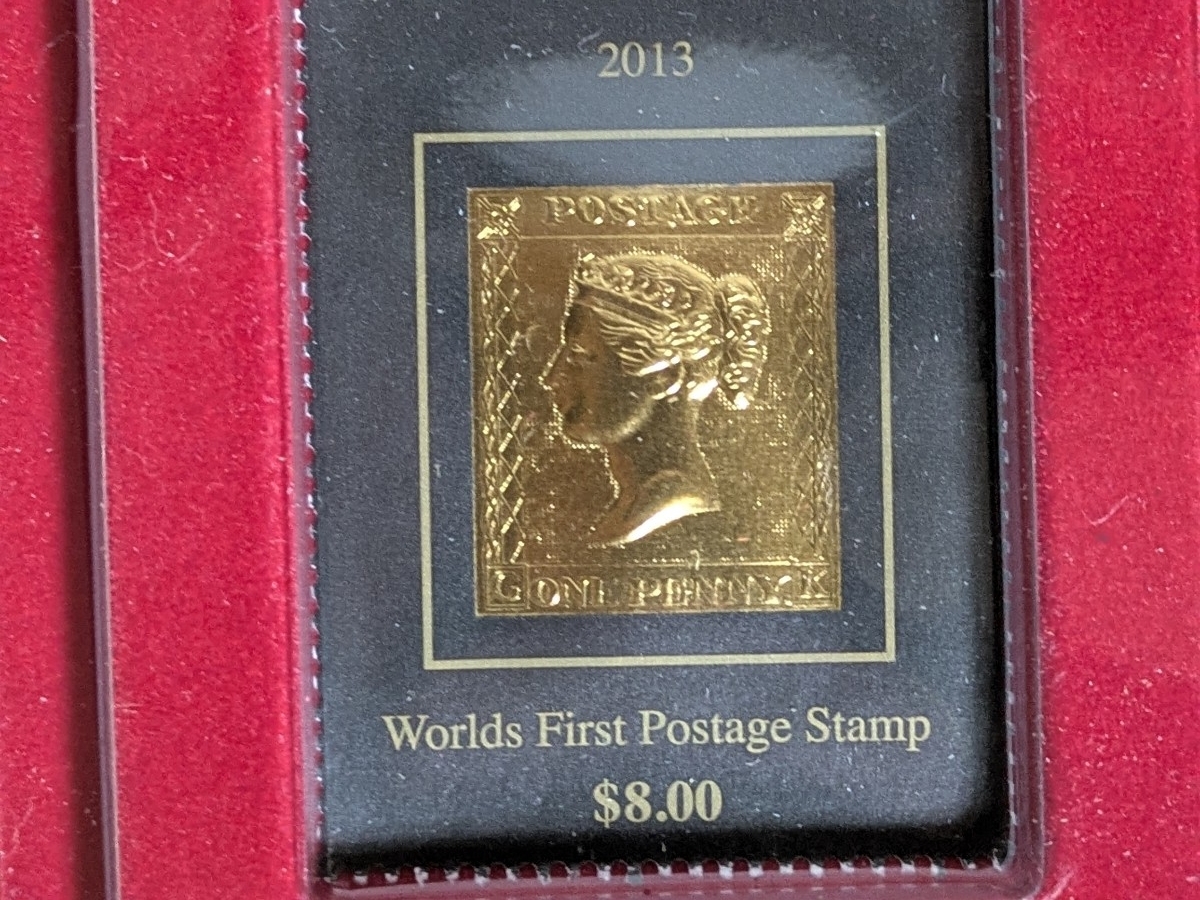 2013
POSTAGE
G ONE PENNY K
Worlds First Postage Stamp
$8.00